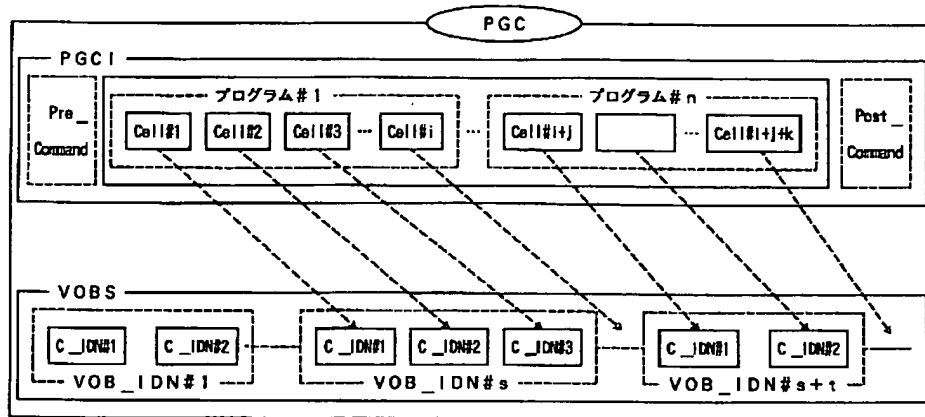 PGC
PGCI
プログラム#1
プログラム#n
Pre_
Command
Cell#1
Cell#2
Cell#3
…
Cell#i
…
Cell#i+j
…
Cell#i+j+k
Post_
Command
VOBS
C_IDN#1
C_IDN#2
VOB_IDN#1
C_IDN#1
C_IDN#2
C_IDN#3
VOB_IDN#s
C_IDN#1
C_IDN#2
VOB_IDN#s+t